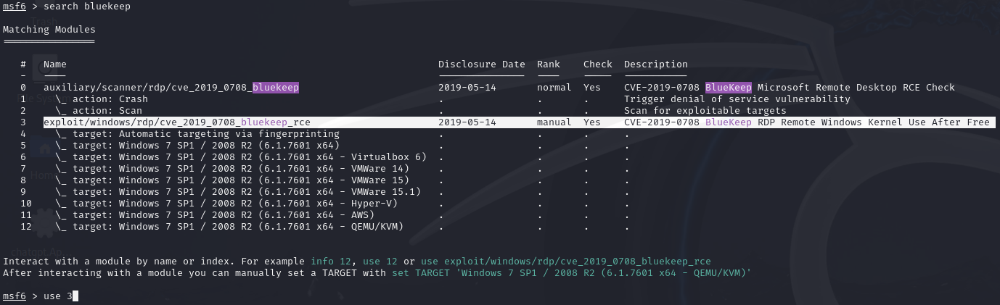 msf6 > search bluekeep
Matching Modules
================
# Name Disclosure Date Rank Check Description
- ---- --------------- ---- ----- -----------
0 auxiliary/scanner/rdp/cve_2019_0708_bluekeep 2019-05-14 normal Yes CVE-2019-0708 BlueKeep Microsoft Remote Desktop RCE Check
1 \_ action: Crash . . . Trigger denial of service vulnerability
2 \_ action: Scan . . . Scan for exploitable targets
3 exploit/windows/rdp/cve_2019_0708_bluekeep_rce 2019-05-14 manual Yes CVE-2019-0708 BlueKeep RDP Remote Windows Kernel Use After Free
4 \_ target: Automatic targeting via fingerprinting . . . .
5 \_ target: Windows 7 SP1 / 2008 R2 (6.1.7601 x64) . . . .
6 \_ target: Windows 7 SP1 / 2008 R2 (6.1.7601 x64 - Virtualbox 6) . . . .
7 \_ target: Windows 7 SP1 / 2008 R2 (6.1.7601 x64 - VMWare 14) . . . .
8 \_ target: Windows 7 SP1 / 2008 R2 (6.1.7601 x64 - VMWare 15) . . . .
9 \_ target: Windows 7 SP1 / 2008 R2 (6.1.7601 x64 - VMWare 15.1) . . . .
10 \_ target: Windows 7 SP1 / 2008 R2 (6.1.7601 x64 - Hyper-V) . . . .
11 \_ target: Windows 7 SP1 / 2008 R2 (6.1.7601 x64 - AWS) . . . .
12 \_ target: Windows 7 SP1 / 2008 R2 (6.1.7601 x64 - QEMU/KVM) . . . .
Interact with a module by name or index. For example info 12, use 12 or use exploit/windows/rdp/cve_2019_0708_bluekeep_rce
After interacting with a module you can manually set a TARGET with set TARGET 'Windows 7 SP1 / 2008 R2 (6.1.7601 x64 - QEMU/KVM)'
msf6 > use 3